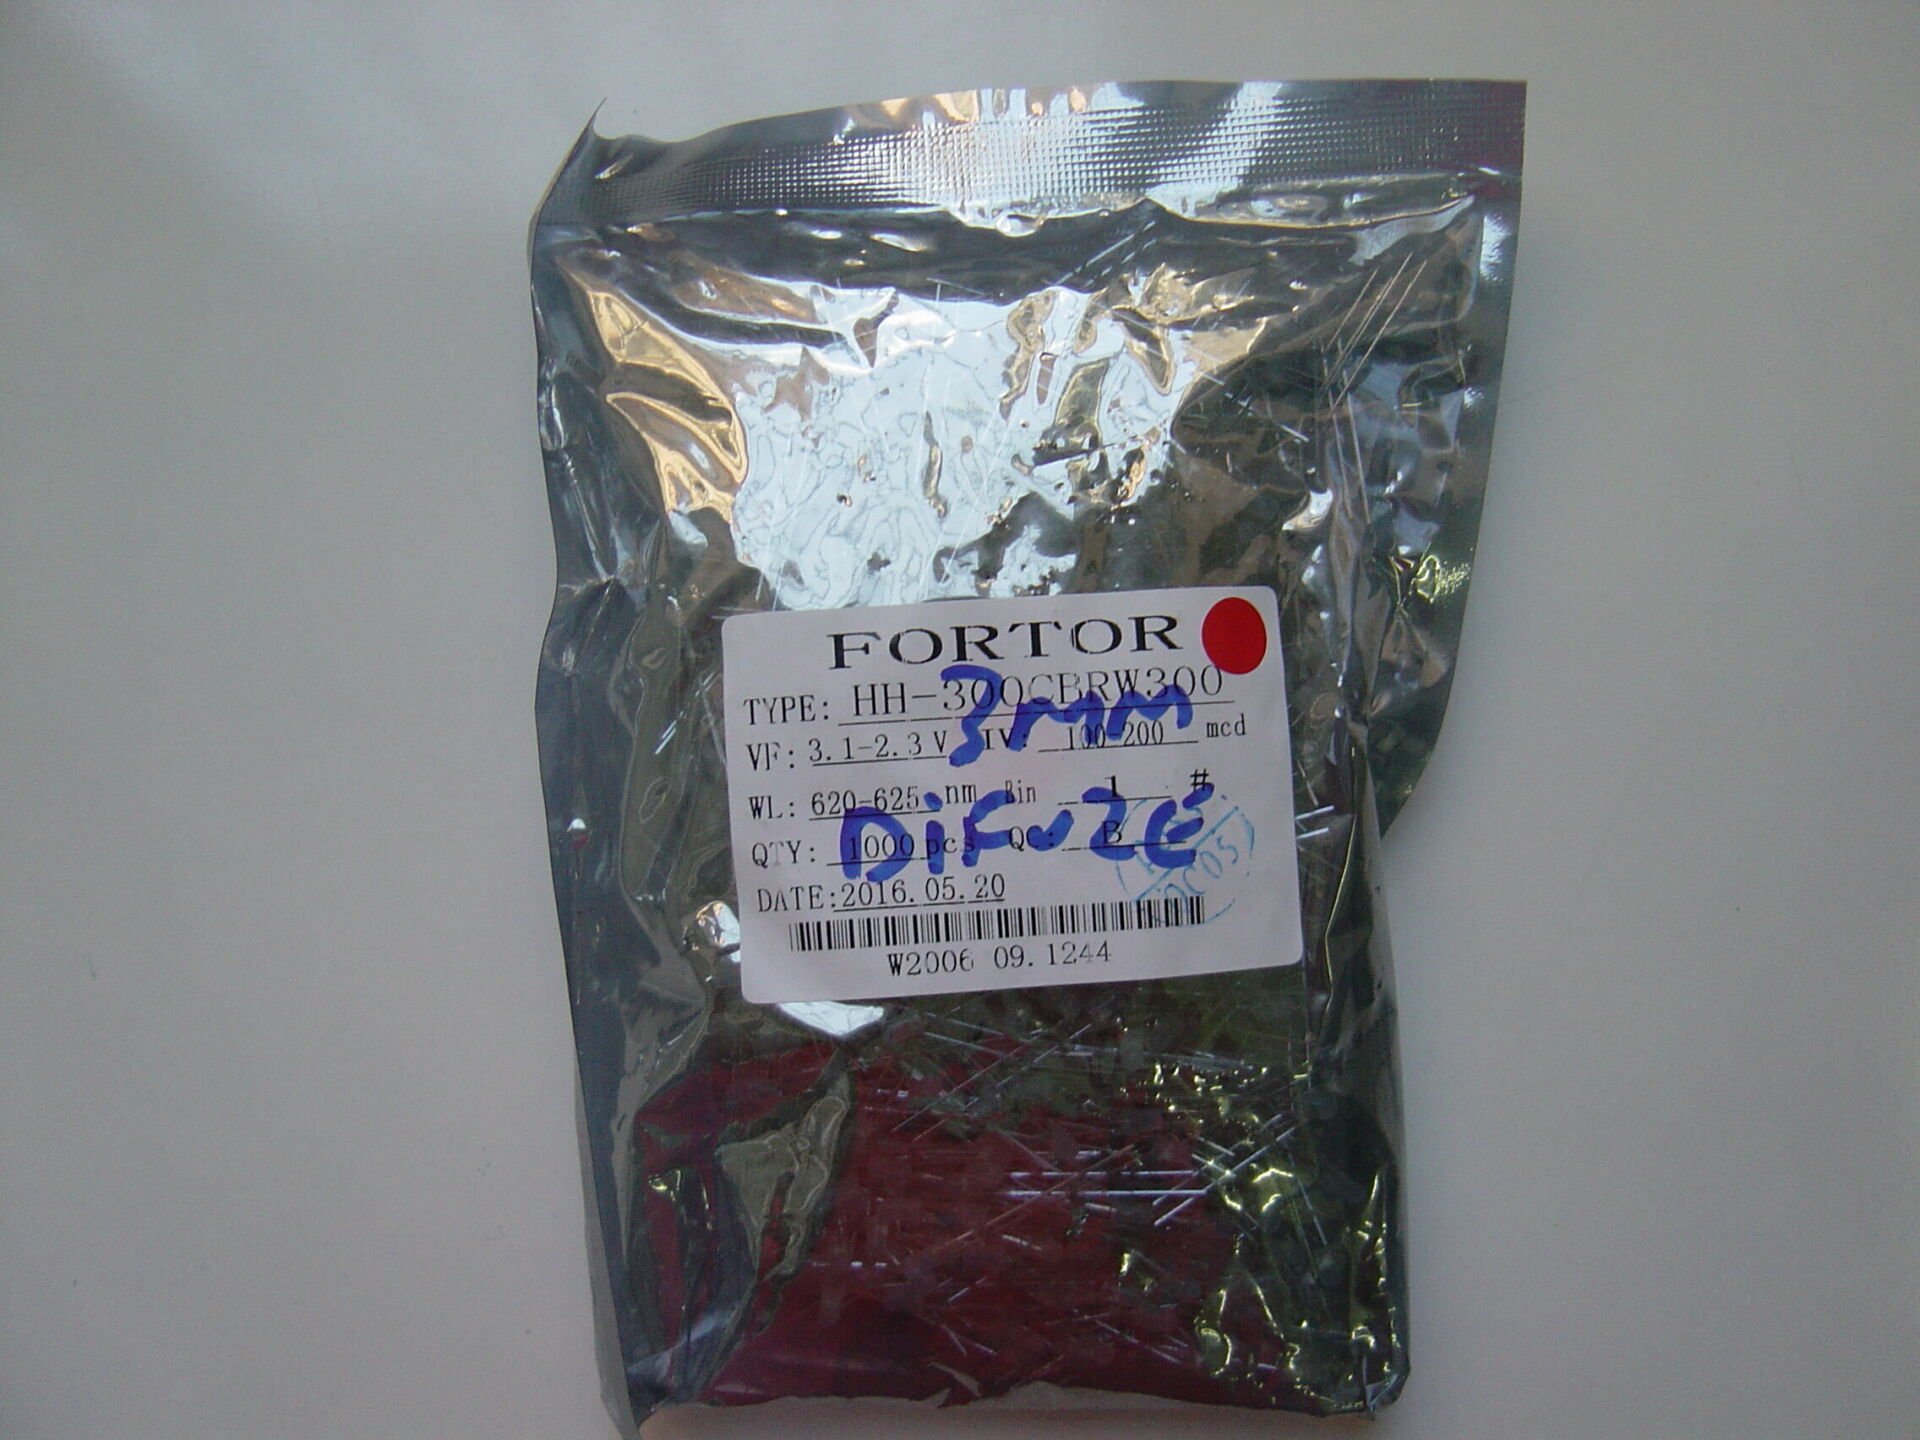 FORTOR
TYPE: HH-300CBRW300
3mm
VF: 3.1-2.3 V IV: 100-200 mcd
WL: 620-625 nm Bin 1 #
DiFuZE
QTY: 1000 pcs QC: B
DATE:2016.05.20
W2006 09.1244